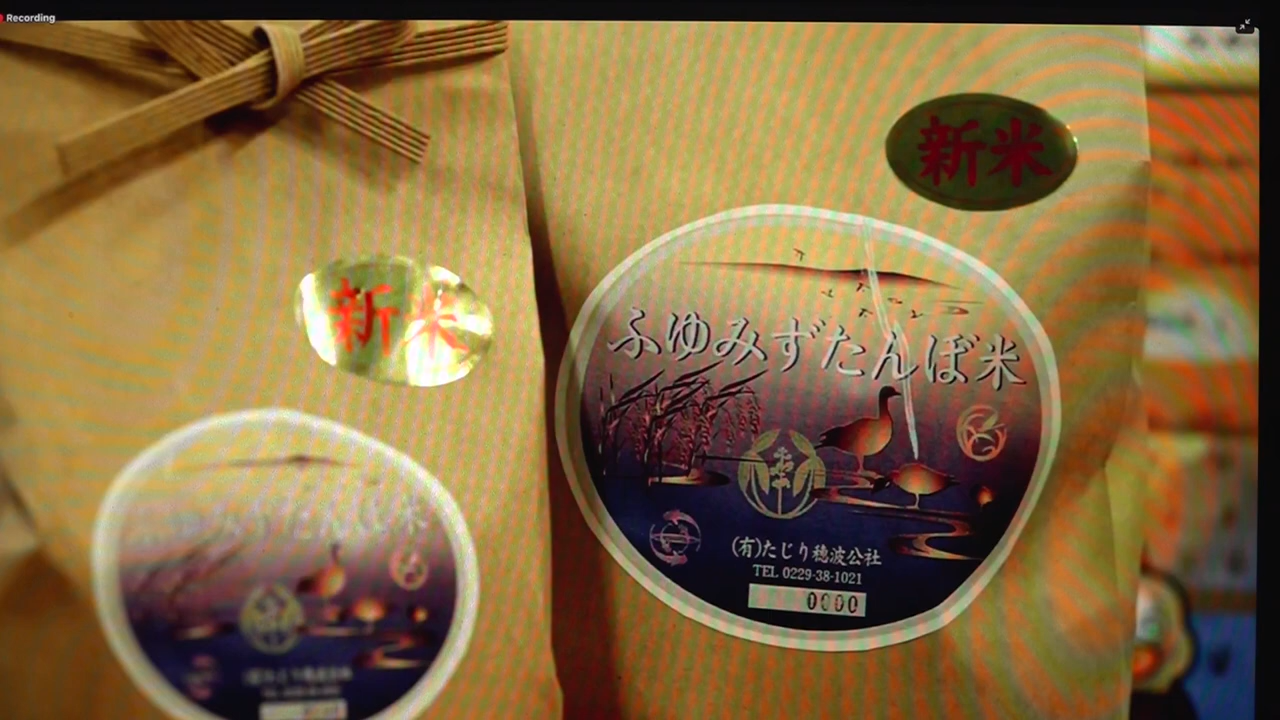 Recording
新米
新米
ふゆみずたんぼ米
(有)たじり穂波公社
TEL 0229-38-1021
0000